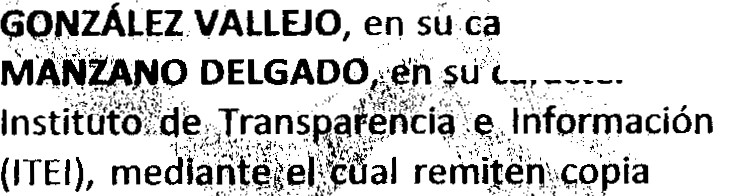 GONZÁLEZ VALLEJO, en su ca
MANZANO DELGADO, en su
Instituto de Transparencia e Información
(ITEI), mediante el cual remiten copia